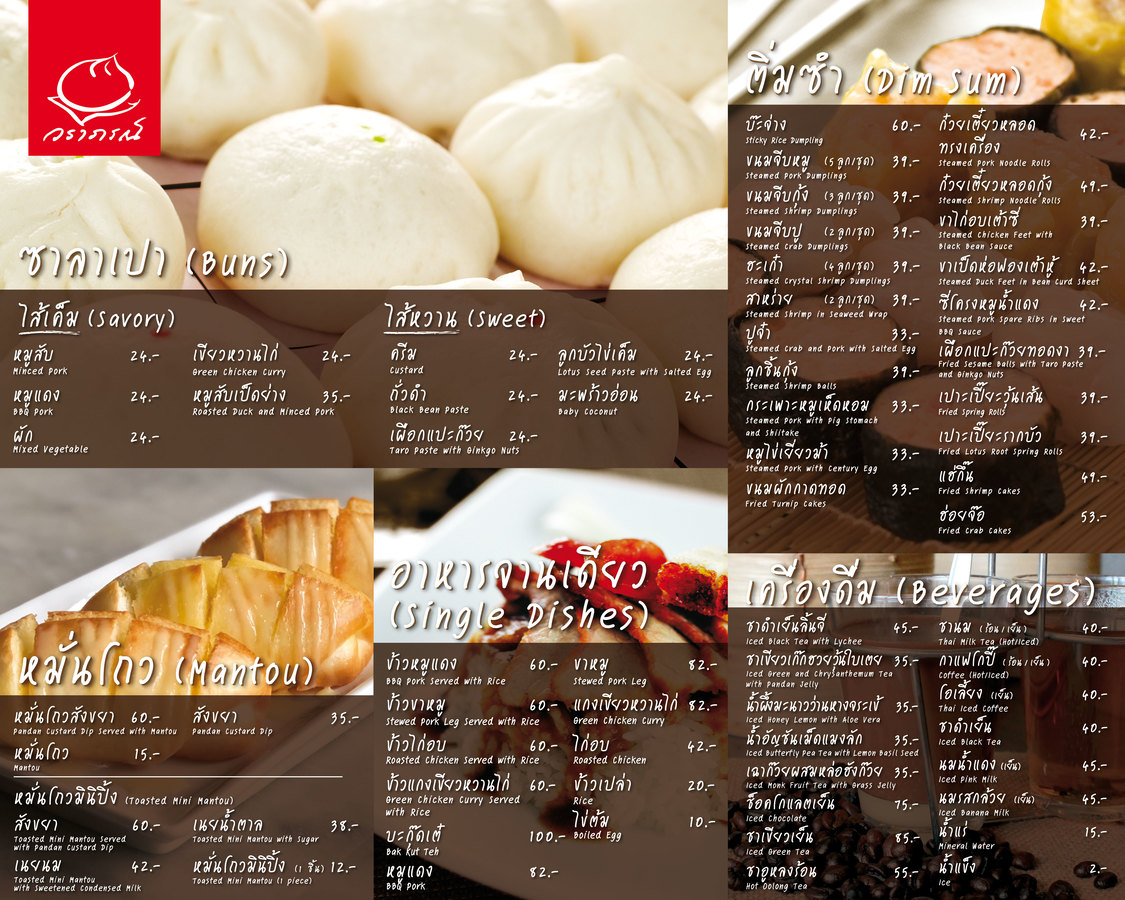 วราภรณ์
ซาลาเปา (Buns)
ไส้เค็ม (Savory)
หมูสับ 24.-
Minced Pork
หมูแดง 24.-
BBQ Pork
ผัก 24.-
Mixed Vegetable
เขียวหวานไก่ 24.-
Green Chicken Curry
หมูสับเป็ดย่าง 35.-
Roasted Duck and Minced Pork
ไส้หวาน (Sweet)
ครีม 24.-
Custard
ถั่วดำ 24.-
Black Bean Paste
เผือกแปะก๊วย 24.-
Taro Paste with Ginkgo Nuts
ลูกบัวไข่เค็ม 24.-
Lotus Seed Paste with Salted Egg
มะพร้าวอ่อน 24.-
Baby Coconut
ติ่มซำ (Dim Sum)
บ๊ะจ่าง 60.-
Sticky Rice Dumpling
ขนมจีบหมู (5 ลูก/ชุด) 39.-
Steamed Pork Dumplings
ขนมจีบกุ้ง (3 ลูก/ชุด) 39.-
Steamed Shrimp Dumplings
ขนมจีบปู (2 ลูก/ชุด) 39.-
Steamed Crab Dumplings
ฮะเก๋า (4 ลูก/ชุด) 39.-
Steamed Crystal Shrimp Dumplings
สาหร่าย (2 ลูก/ชุด) 39.-
Steamed Shrimp in Seaweed Wrap
ปูจ๋า 33.-
Steamed Crab and Pork with Salted Egg
ลูกชิ้นกุ้ง 39.-
Steamed Shrimp Balls
กระเพาะหมูเห็ดหอม 33.-
Steamed Pork with Pig Stomach
and Shiitake
หมูไข่เยี่ยวม้า 33.-
Steamed Pork with Century Egg
ขนมผักกาดทอด 33.-
Fried Turnip Cakes
ก๋วยเตี๋ยวหลอด 42.-
ทรงเครื่อง
Steamed Pork Noodle Rolls
ก๋วยเตี๋ยวหลอดกุ้ง 49.-
Steamed Shrimp Noodle Rolls
ขาไก่อบเต้าซี่ 39.-
Steamed Chicken Feet with
Black Bean Sauce
ขาเป็ดห่อฟองเต้าหู้ 42.-
Steamed Duck Feet in Bean Curd Sheet
ซี่โครงหมูน้ำแดง 42.-
Steamed Pork Spare Ribs in Sweet
BBQ Sauce
เผือกแปะก๊วยทอดงา 39.-
Fried Sesame Balls with Taro Paste
and Ginkgo Nuts
เปาะเปี๊ยะวุ้นเส้น 39.-
Fried Spring Rolls
เปาะเปี๊ยะรากบัว 39.-
Fried Lotus Root Spring Rolls
แฮ่กึ๊น 49.-
Fried Shrimp Cakes
ฮ่อยจ๊อ 53.-
Fried Crab Cakes
หมั่นโถว (Mantou)
หมั่นโถวสังขยา 60.-
Pandan Custard Dip Served with Mantou
หมั่นโถว 15.-
Mantou
สังขยา 35.-
Pandan Custard Dip
หมั่นโถวมินิปิ้ง (Toasted Mini Mantou)
สังขยา 60.-
Toasted Mini Mantou Served
with Pandan Custard Dip
เนยนม 42.-
Toasted Mini Mantou
with Sweetened Condensed Milk
เนยน้ำตาล 38.-
Toasted Mini Mantou with Sugar
หมั่นโถวมินิปิ้ง (1 ชิ้น) 12.-
Toasted Mini Mantou (1 piece)
อาหารจานเดียว
(Single Dishes)
ข้าวหมูแดง 60.-
BBQ Pork Served with Rice
ข้าวขาหมู 60.-
Stewed Pork Leg Served with Rice
ข้าวไก่อบ 60.-
Roasted Chicken Served with Rice
ข้าวแกงเขียวหวานไก่ 60.-
Green Chicken Curry Served
with Rice
บะกุ๊ดเต๋ 100.-
Bak Kut Teh
หมูแดง 82.-
BBQ Pork
ขาหมู 82.-
Stewed Pork Leg
แกงเขียวหวานไก่ 82.-
Green Chicken Curry
ไก่อบ 42.-
Roasted Chicken
ข้าวเปล่า 20.-
Rice
ไข่ต้ม 10.-
Boiled Egg
เครื่องดื่ม (Beverages)
ชาดำเย็นลิ้นจี่ 45.-
Iced Black Tea with Lychee
ชาเขียวเก๊กฮวยวุ้นใบเตย 35.-
Iced Green and Chrysanthemum Tea
with Pandan Jelly
น้ำผึ้งมะนาวว่านหางจระเข้ 35.-
Iced Honey Lemon with Aloe Vera
น้ำอัญชันเม็ดแมงลัก 35.-
Iced Butterfly Pea Tea with Lemon Basil Seed
เฉาก๊วยผสมหล่อฮังก๊วย 35.-
Iced Monk Fruit Tea with Grass Jelly
ช็อคโกแลตเย็น 75.-
Iced Chocolate
ชาเขียวเย็น 85.-
Iced Green Tea
ชาอูหลงร้อน 55.-
Hot Oolong Tea
ชานม (ร้อน/เย็น) 40.-
Thai Milk Tea (Hot/Iced)
กาแฟโกปี๊ (ร้อน/เย็น) 40.-
Coffee (Hot/Iced)
โอเลี้ยง (เย็น) 40.-
Thai Iced Coffee
ชาดำเย็น 40.-
Iced Black Tea
นมน้ำแดง (เย็น) 45.-
Iced Pink Milk
นมรสกล้วย (เย็น) 45.-
Iced Banana Milk
น้ำแร่ 15.-
Mineral Water
น้ำแข็ง 2.-
Ice